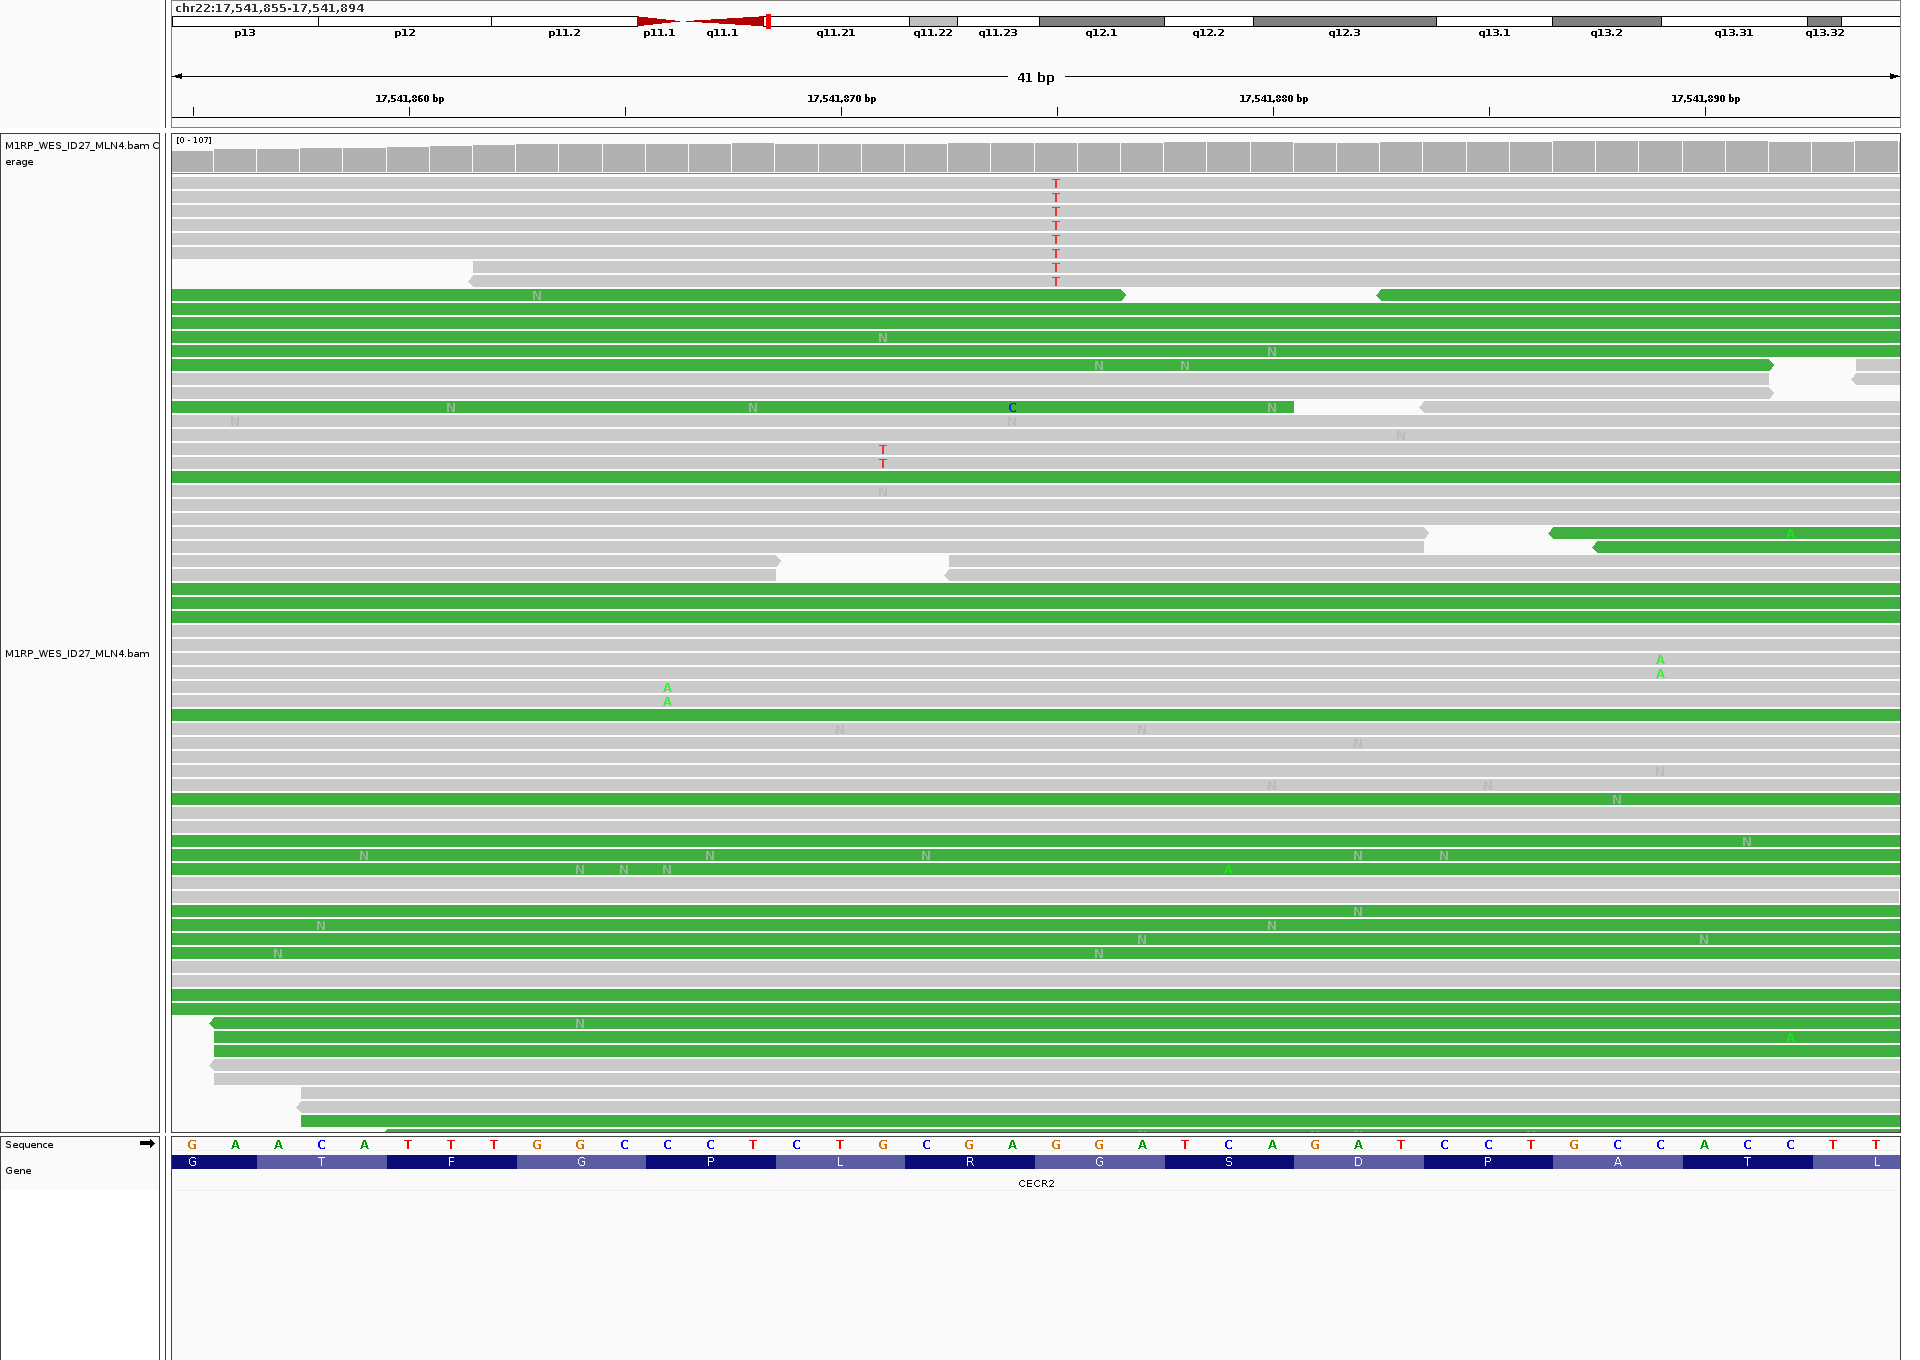 chr22:17,541,855-17,541,894
p13 p12 p11.2 p11.1 q11.1 q11.21 q11.22 q11.23 q12.1 q12.2 q12.3 q13.1 q13.2 q13.31 q13.32
41 bp
17,541,860 bp 17,541,870 bp 17,541,880 bp 17,541,890 bp
M1RP_WES_ID27_MLN4.bam C
erage
[0 - 107]
T
T
T
T
T
T
T
T
N
N
N
N N
N N C N
N N
N
T
T
N
A
M1RP_WES_ID27_MLN4.bam
A
A
A
A
N N
N
N
N N
N
N
N N N N N
N N N A
N
N N
N N
N N
N
A
Sequence G A A C A T T T G G C C C T C T G C G A G G A T C A G A T C C T G C C A C C T T
Gene G T F G P L R G S D P A T L
CECR2